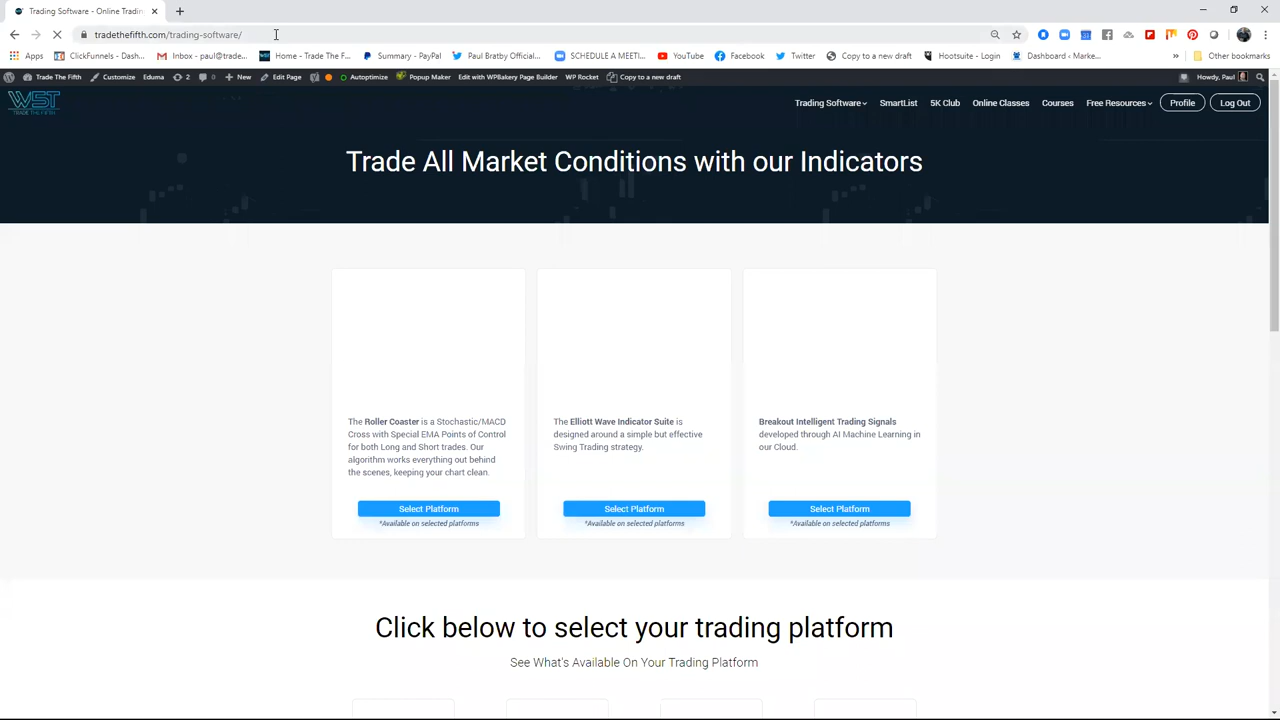 Trading Software - Online Trading
tradethefifth.com/trading-software/
Apps ClickFunnels - Dash... Inbox - paul@trade... Home - Trade The F... Summary - PayPal Paul Bratby Official... SCHEDULE A MEETI... YouTube Facebook Twitter Copy to a new draft Hootsuite - Login Dashboard ‹ Marke... » Other bookmarks
Trade The Fifth Customize Eduma 2 0 New Edit Page Autoptimize Popup Maker Edit with WPBakery Page Builder WP Rocket Copy to a new draft Howdy, Paul
WST
TRADE THE FIFTH
Trading Software SmartList 5K Club Online Classes Courses Free Resources Profile Log Out
Trade All Market Conditions with our Indicators
The Roller Coaster is a Stochastic/MACD
Cross with Special EMA Points of Control
for both Long and Short trades. Our
algorithm works everything out behind
the scenes, keeping your chart clean.
Select Platform
*Available on selected platforms
The Elliott Wave Indicator Suite is
designed around a simple but effective
Swing Trading strategy.
Select Platform
*Available on selected platforms
Breakout Intelligent Trading Signals
developed through AI Machine Learning in
our Cloud.
Select Platform
*Available on selected platforms
Click below to select your trading platform
See What's Available On Your Trading Platform